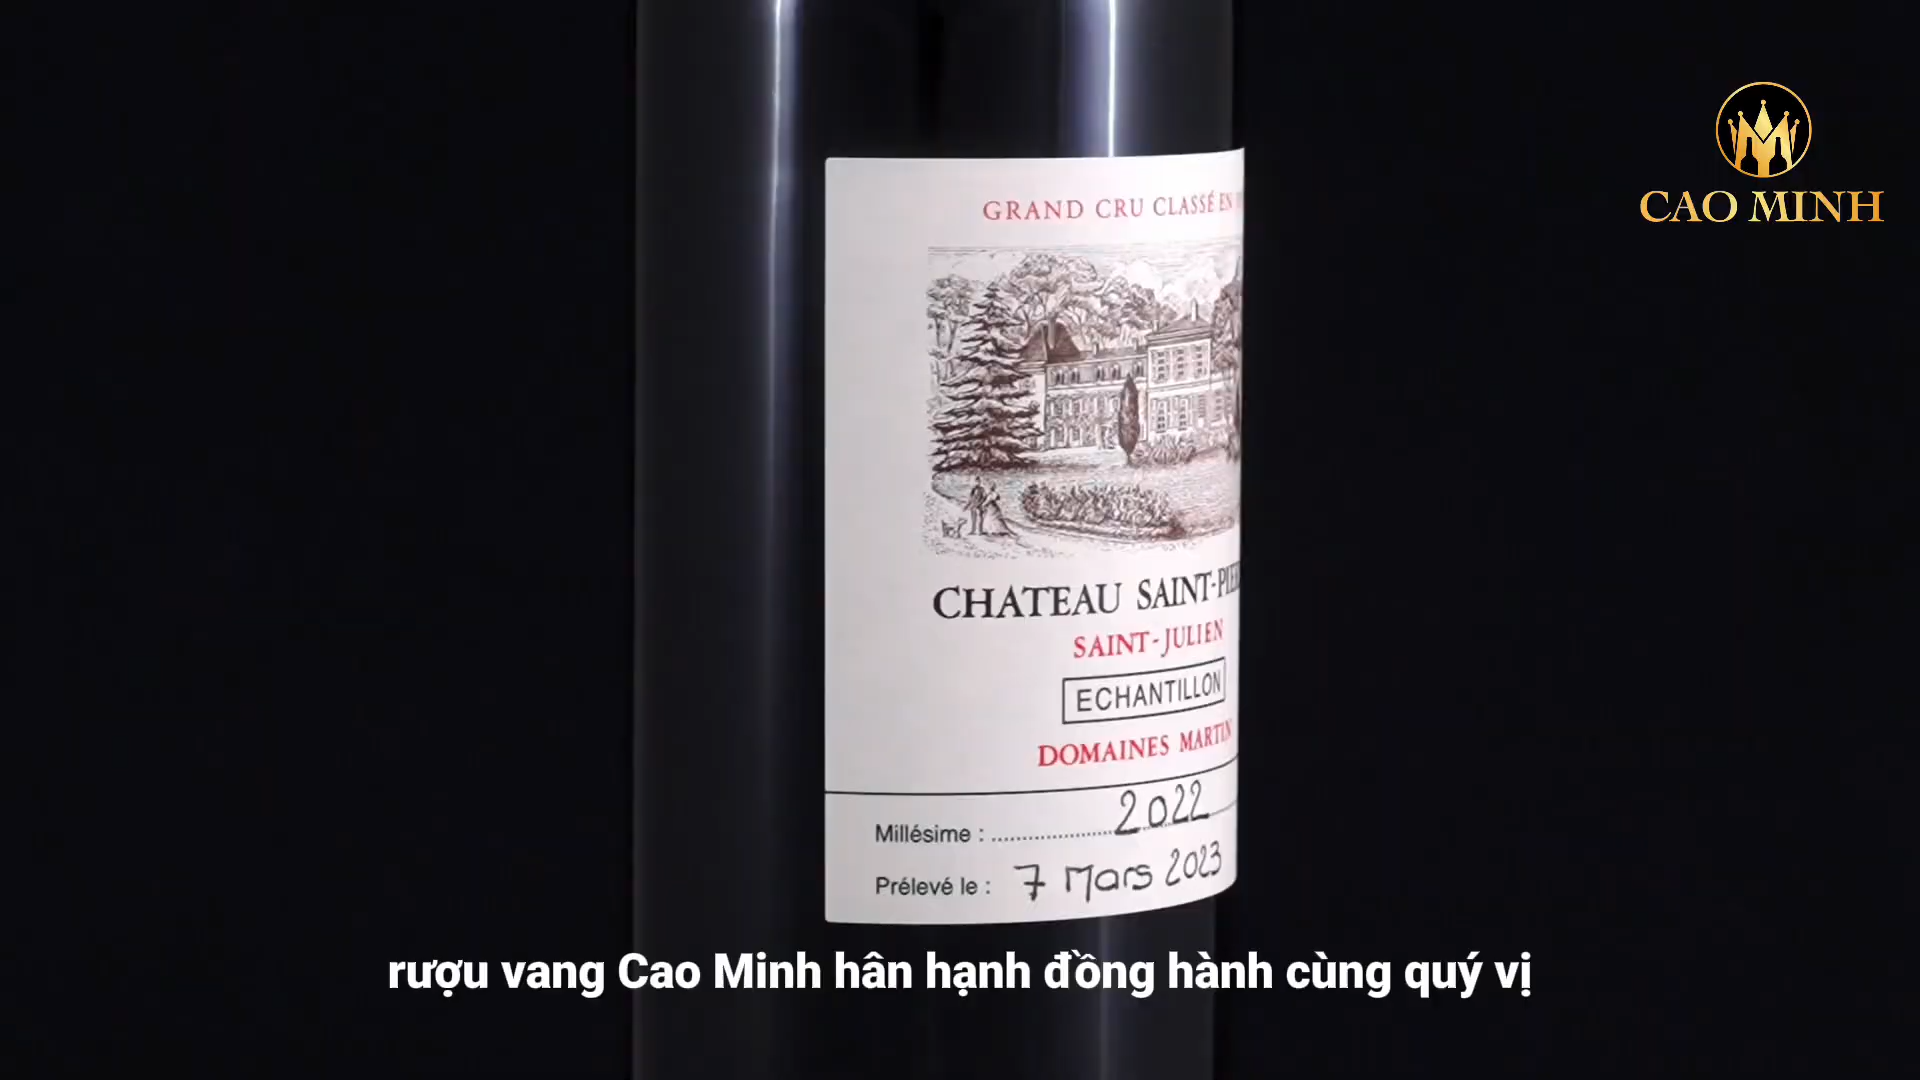 GRAND CRU CLASSÉ EN
CAO MINH
CHATEAU SAINT-PIE
SAINT-JULIEN
ECHANTILLON
DOMAINES MARTIN
Millésime : 2022
Prélevé le : 7 Mars 2023
rượu vang Cao Minh hân hạnh đồng hành cùng quý vị